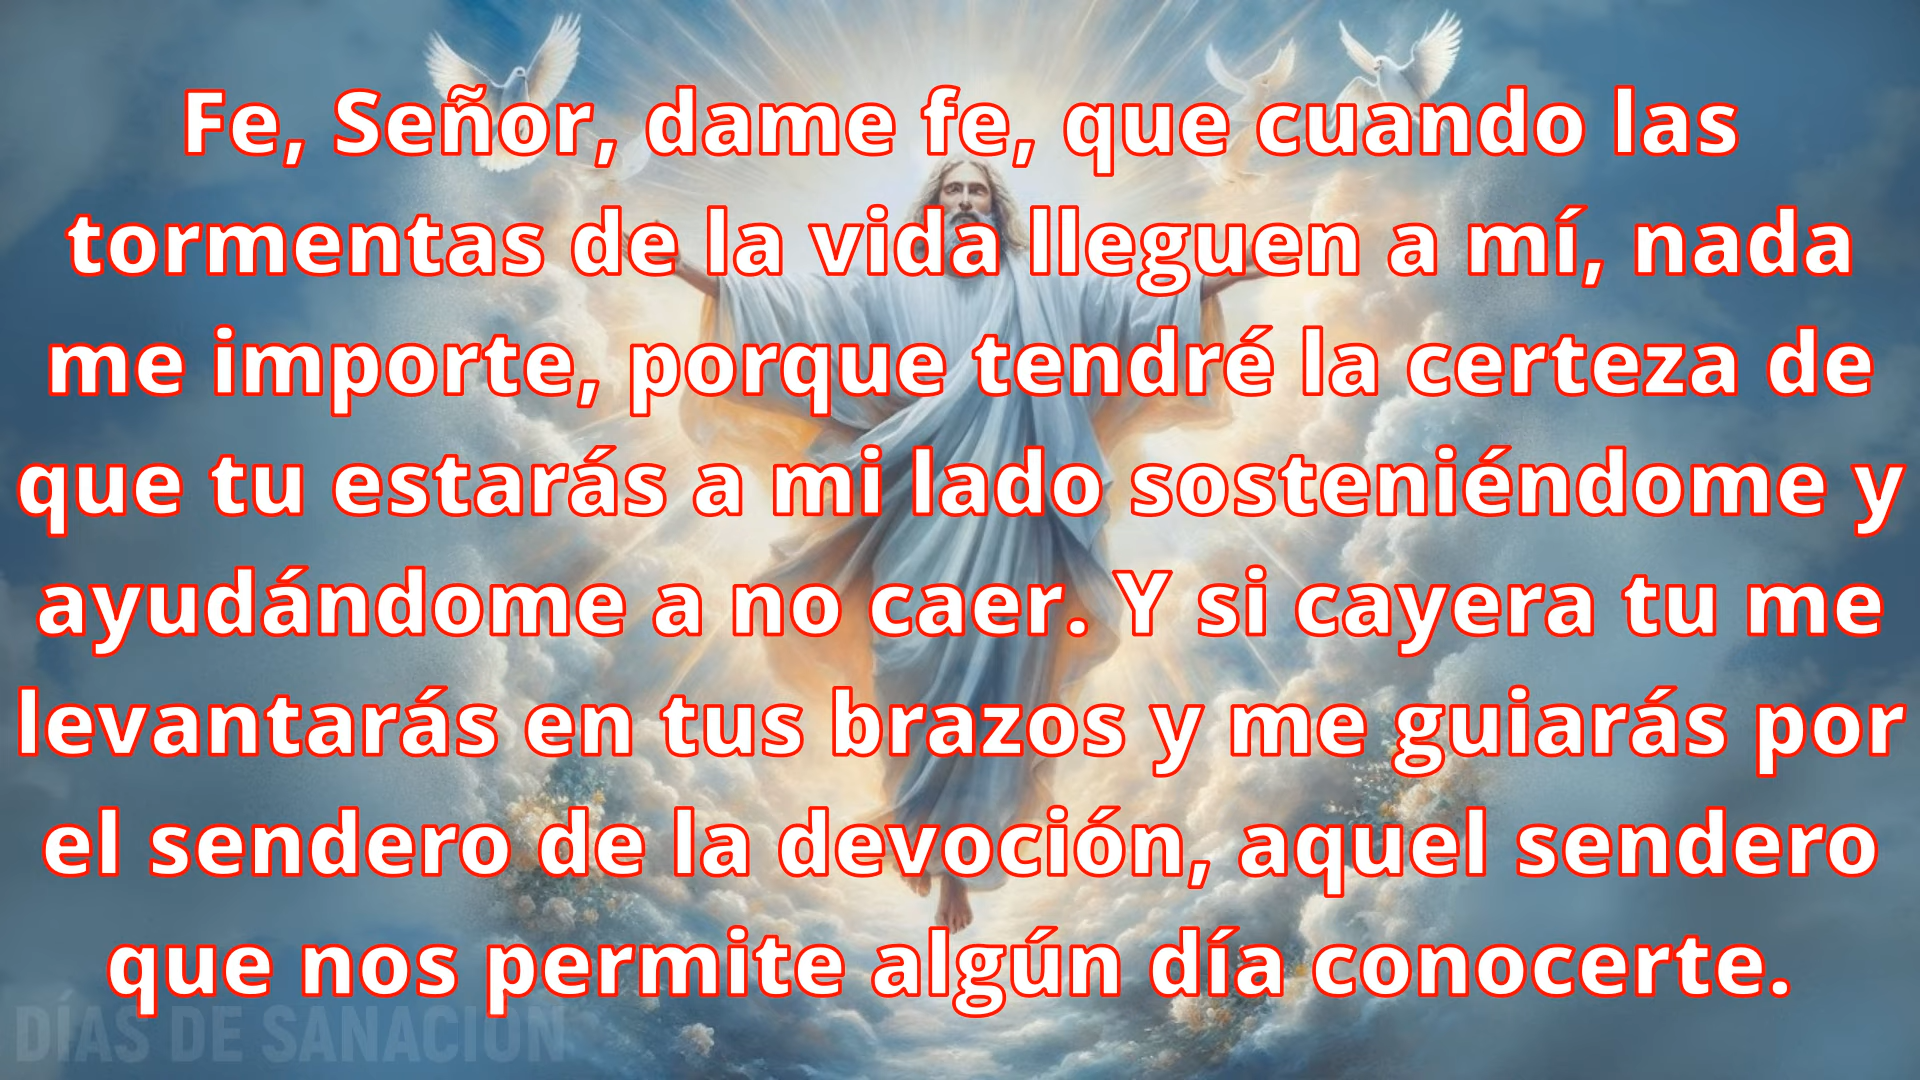 Fe, Señor, dame fe, que cuando las
tormentas de la vida lleguen a mí, nada
me importe, porque tendré la certeza de
que tu estarás a mi lado sosteniéndome y
ayudándome a no caer. Y si cayera tu me
levantarás en tus brazos y me guiarás por
el sendero de la devoción, aquel sendero
que nos permite algún día conocerte.
DÍAS DE SANACIÓN